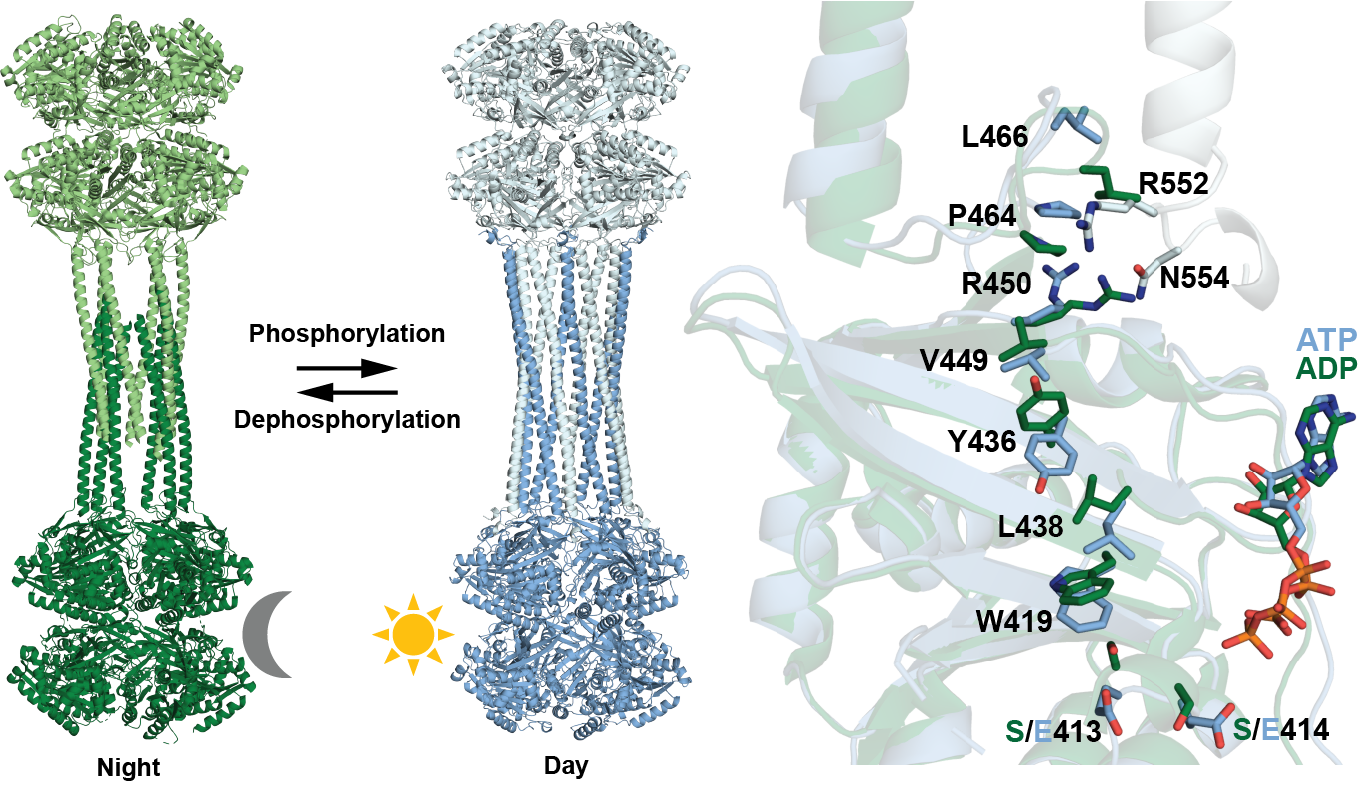 Phosphorylation
Dephosphorylation
Night
Day
L466
R552
P464
N554
R450
V449
ATP
ADP
Y436
L438
W419
S/E413
S/E414